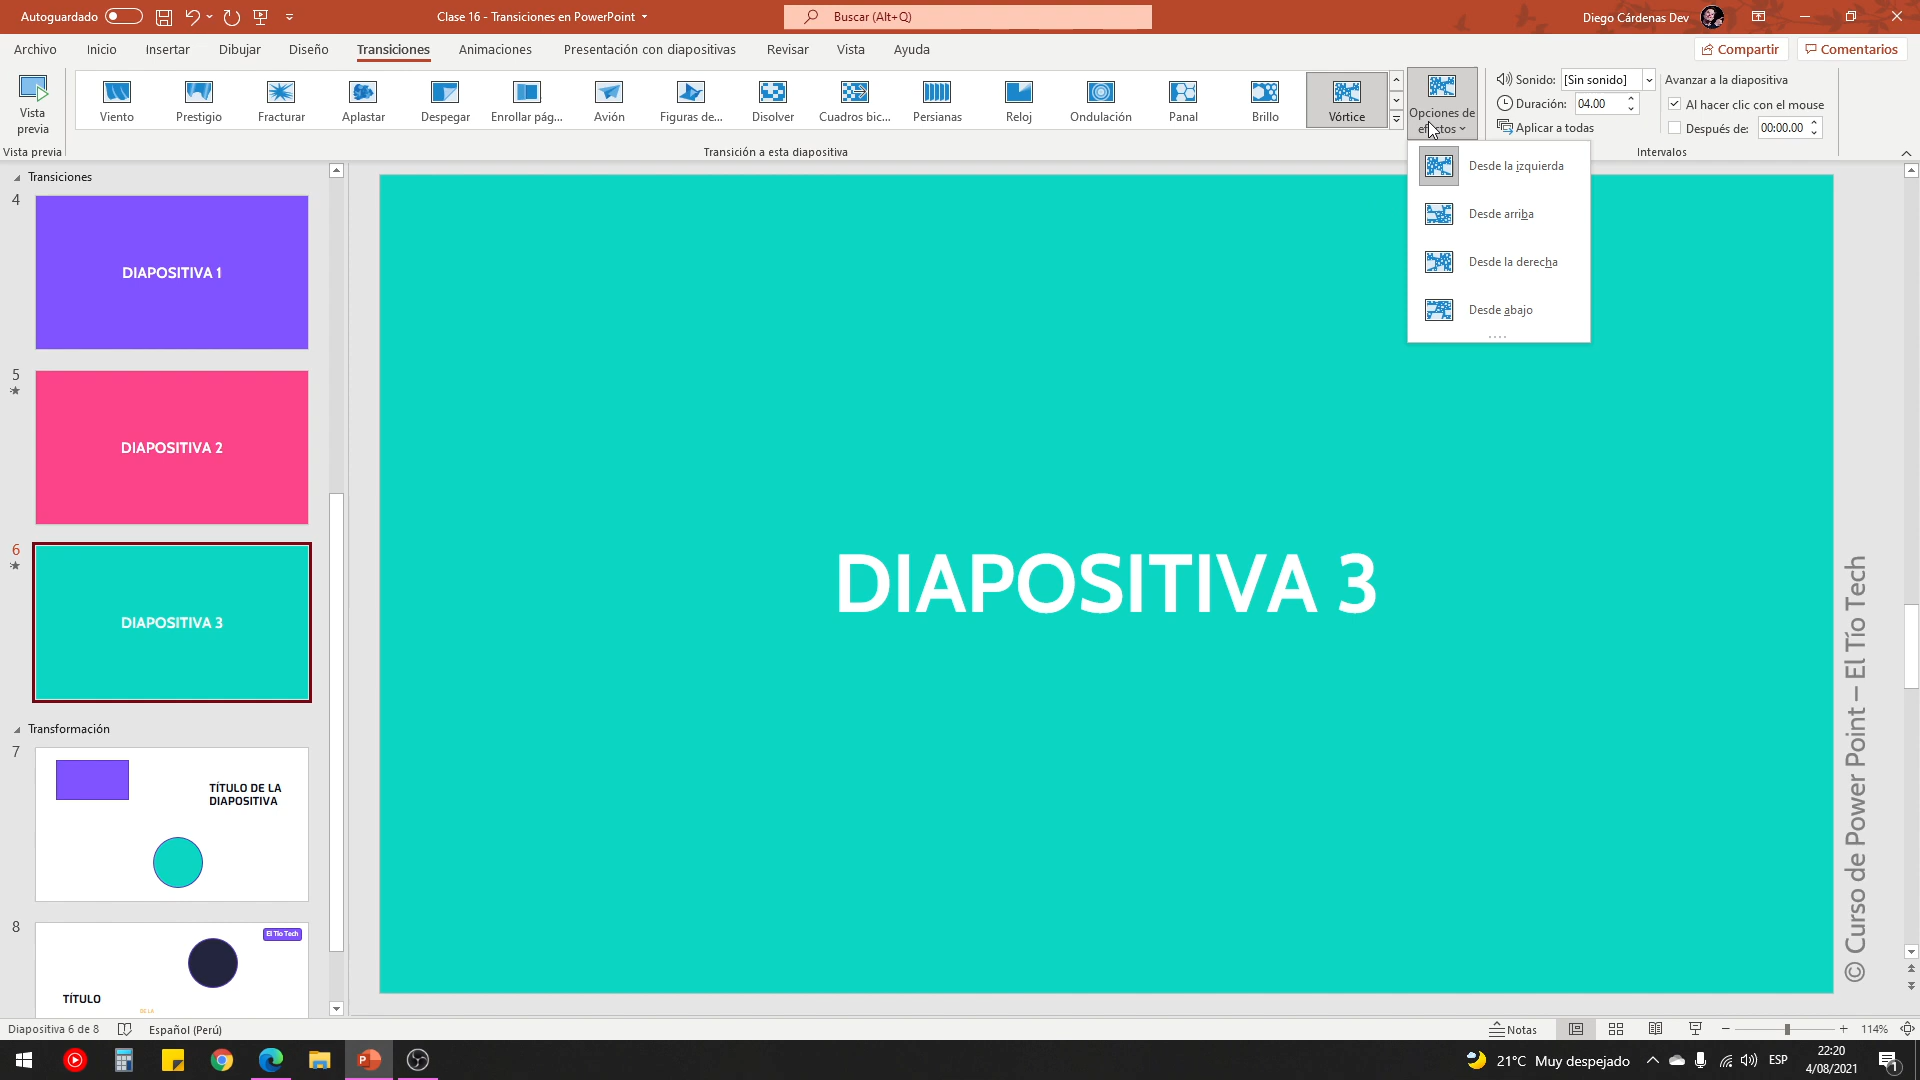 Autoguardado
Clase 16 - Transiciones en PowerPoint
Buscar (Alt+Q)
Diego Cárdenas Dev
Archivo
Inicio
Insertar
Dibujar
Diseño
Transiciones
Animaciones
Presentación con diapositivas
Revisar
Vista
Ayuda
Compartir
Comentarios
Vista
previa
Viento
Prestigio
Fracturar
Aplastar
Despegar
Enrollar pág...
Avión
Figuras de...
Disolver
Cuadros bic...
Persianas
Reloj
Ondulación
Panal
Brillo
Vórtice
Opciones de
efectos
Sonido: [Sin sonido]
Duración: 04.00
Aplicar a todas
Avanzar a la diapositiva
Al hacer clic con el mouse
Después de: 00:00.00
Vista previa
Transición a esta diapositiva
Intervalos
Desde la izquierda
Desde arriba
Desde la derecha
Desde abajo
Transiciones
4
DIAPOSITIVA 1
5
DIAPOSITIVA 2
6
DIAPOSITIVA 3
Transformación
7
TÍTULO DE LA
DIAPOSITIVA
8
El Tío Tech
TÍTULO
DE LA
DIAPOSITIVA 3
© Curso de Power Point – El Tío Tech
Diapositiva 6 de 8
Español (Perú)
Notas
114%
21°C Muy despejado
ESP
22:20
4/08/2021
1